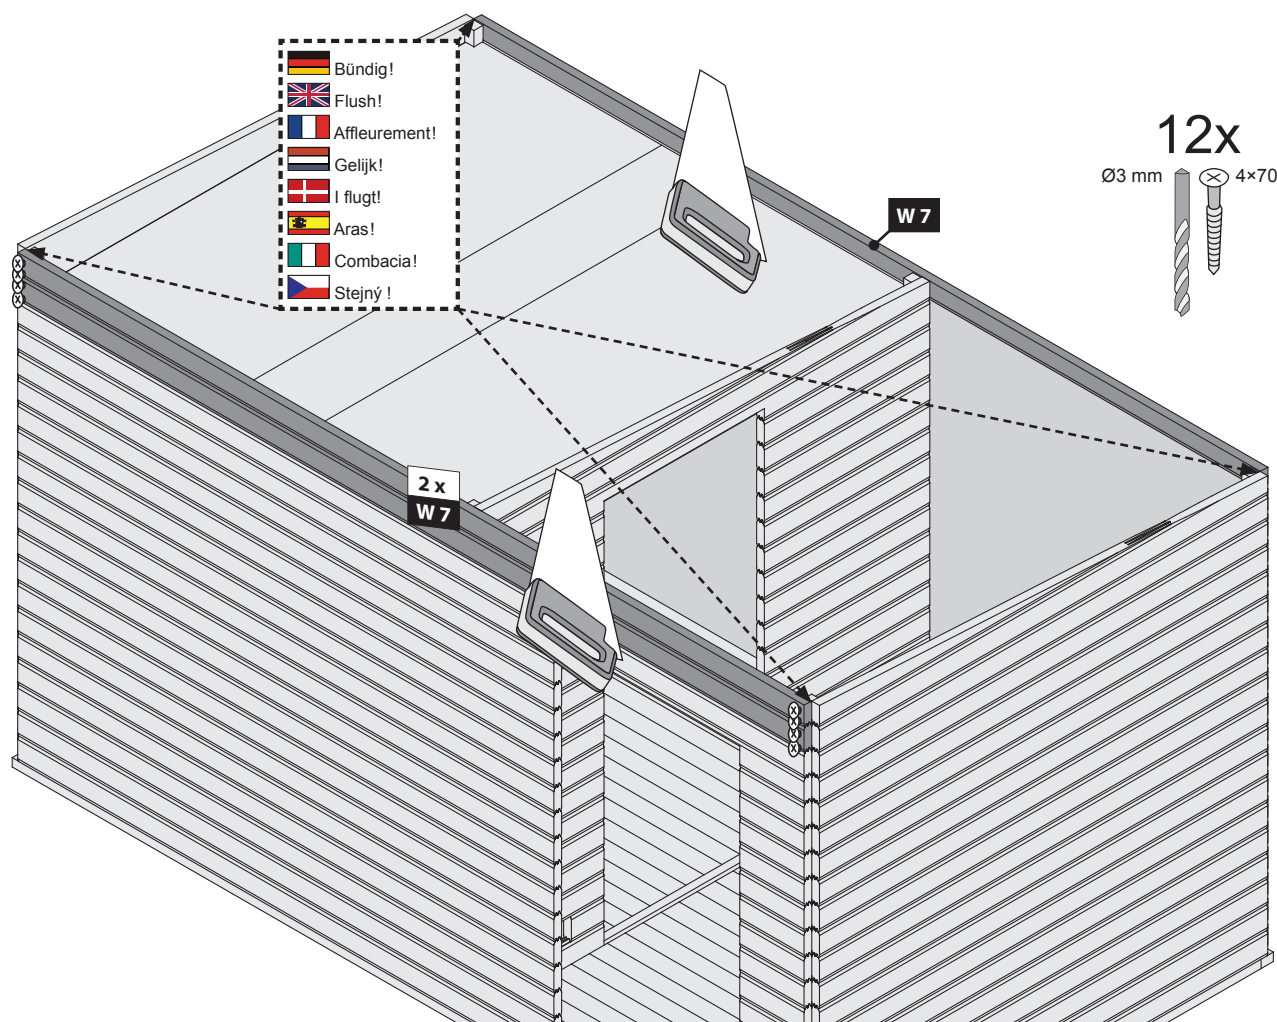 Bündig!
Flush!
Affleurement!
Gelijk!
I flugt!
Aras!
Combacia!
Stejný !
12x
Ø3 mm
4×70
W 7
2 x
W 7